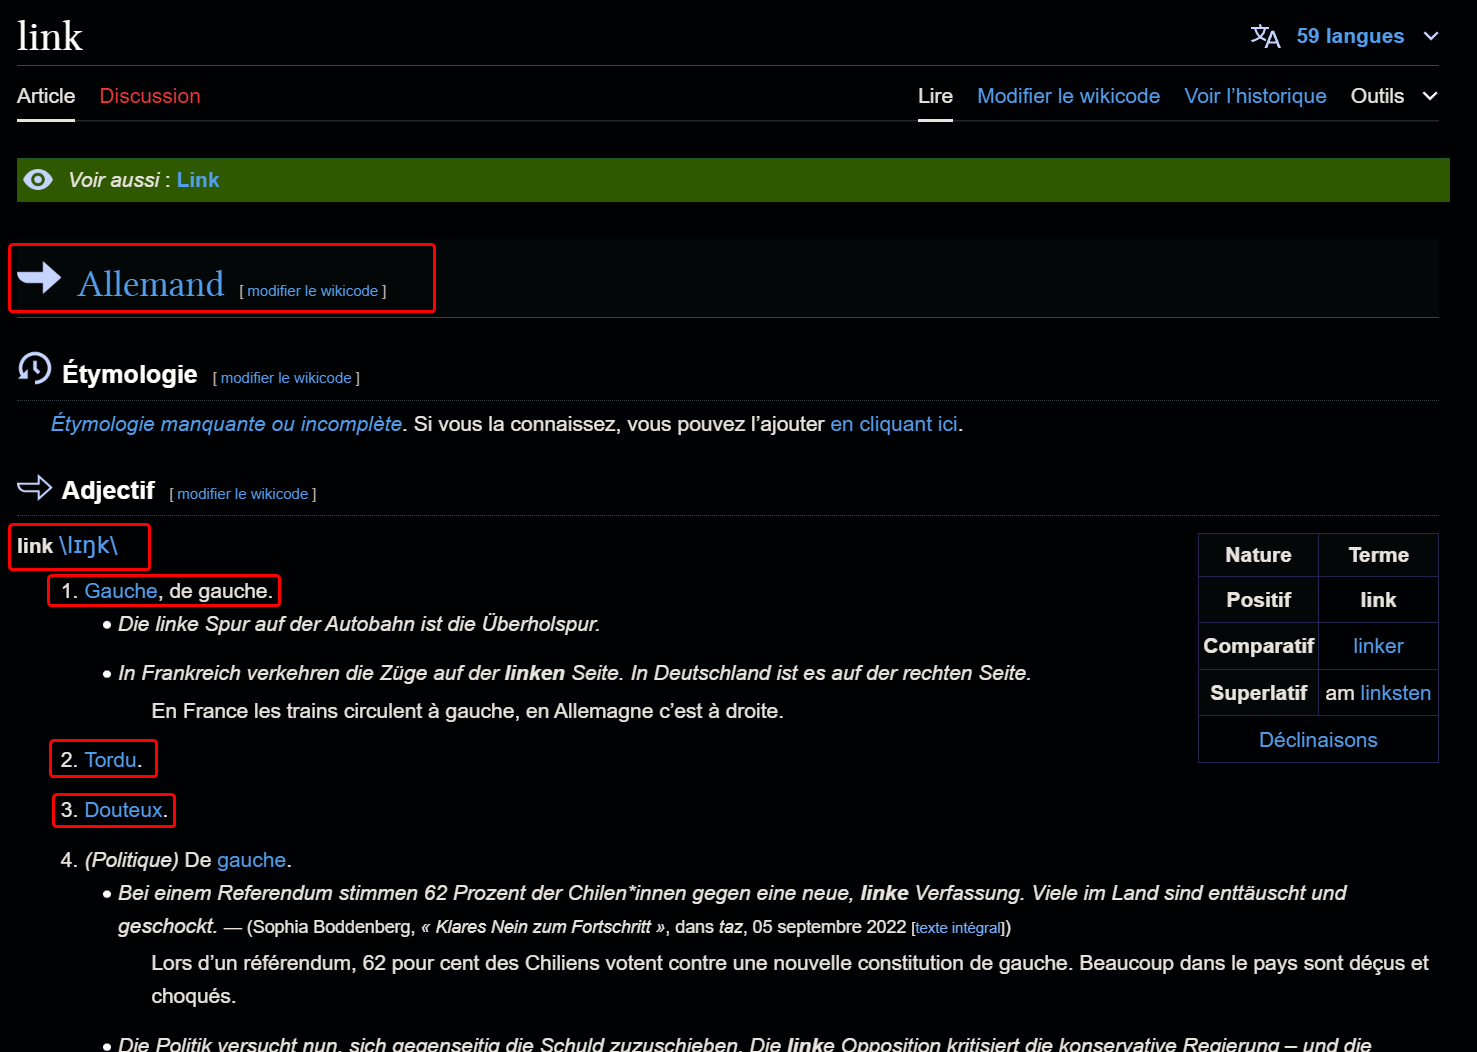 link
59 langues
Article Discussion Lire Modifier le wikicode Voir l’historique Outils
Voir aussi : Link
Allemand [ modifier le wikicode ]
Étymologie [ modifier le wikicode ]
Étymologie manquante ou incomplète. Si vous la connaissez, vous pouvez l’ajouter en cliquant ici.
Adjectif [ modifier le wikicode ]
link \lɪŋk\
1. Gauche, de gauche.
• Die linke Spur auf der Autobahn ist die Überholspur.
• In Frankreich verkehren die Züge auf der linken Seite. In Deutschland ist es auf der rechten Seite.
En France les trains circulent à gauche, en Allemagne c’est à droite.
2. Tordu.
3. Douteux.
4. (Politique) De gauche.
• Bei einem Referendum stimmen 62 Prozent der Chilen*innen gegen eine neue, linke Verfassung. Viele im Land sind enttäuscht und
geschockt. — (Sophia Boddenberg, « Klares Nein zum Fortschritt », dans taz, 05 septembre 2022 [texte intégral])
Lors d’un référendum, 62 pour cent des Chiliens votent contre une nouvelle constitution de gauche. Beaucoup dans le pays sont déçus et
choqués.
• Die Politik versucht nun, sich gegenseitig die Schuld zuzuschieben. Die linke Opposition kritisiert die konservative Regierung – und die
Nature Terme
Positif link
Comparatif linker
Superlatif am linksten
Déclinaisons